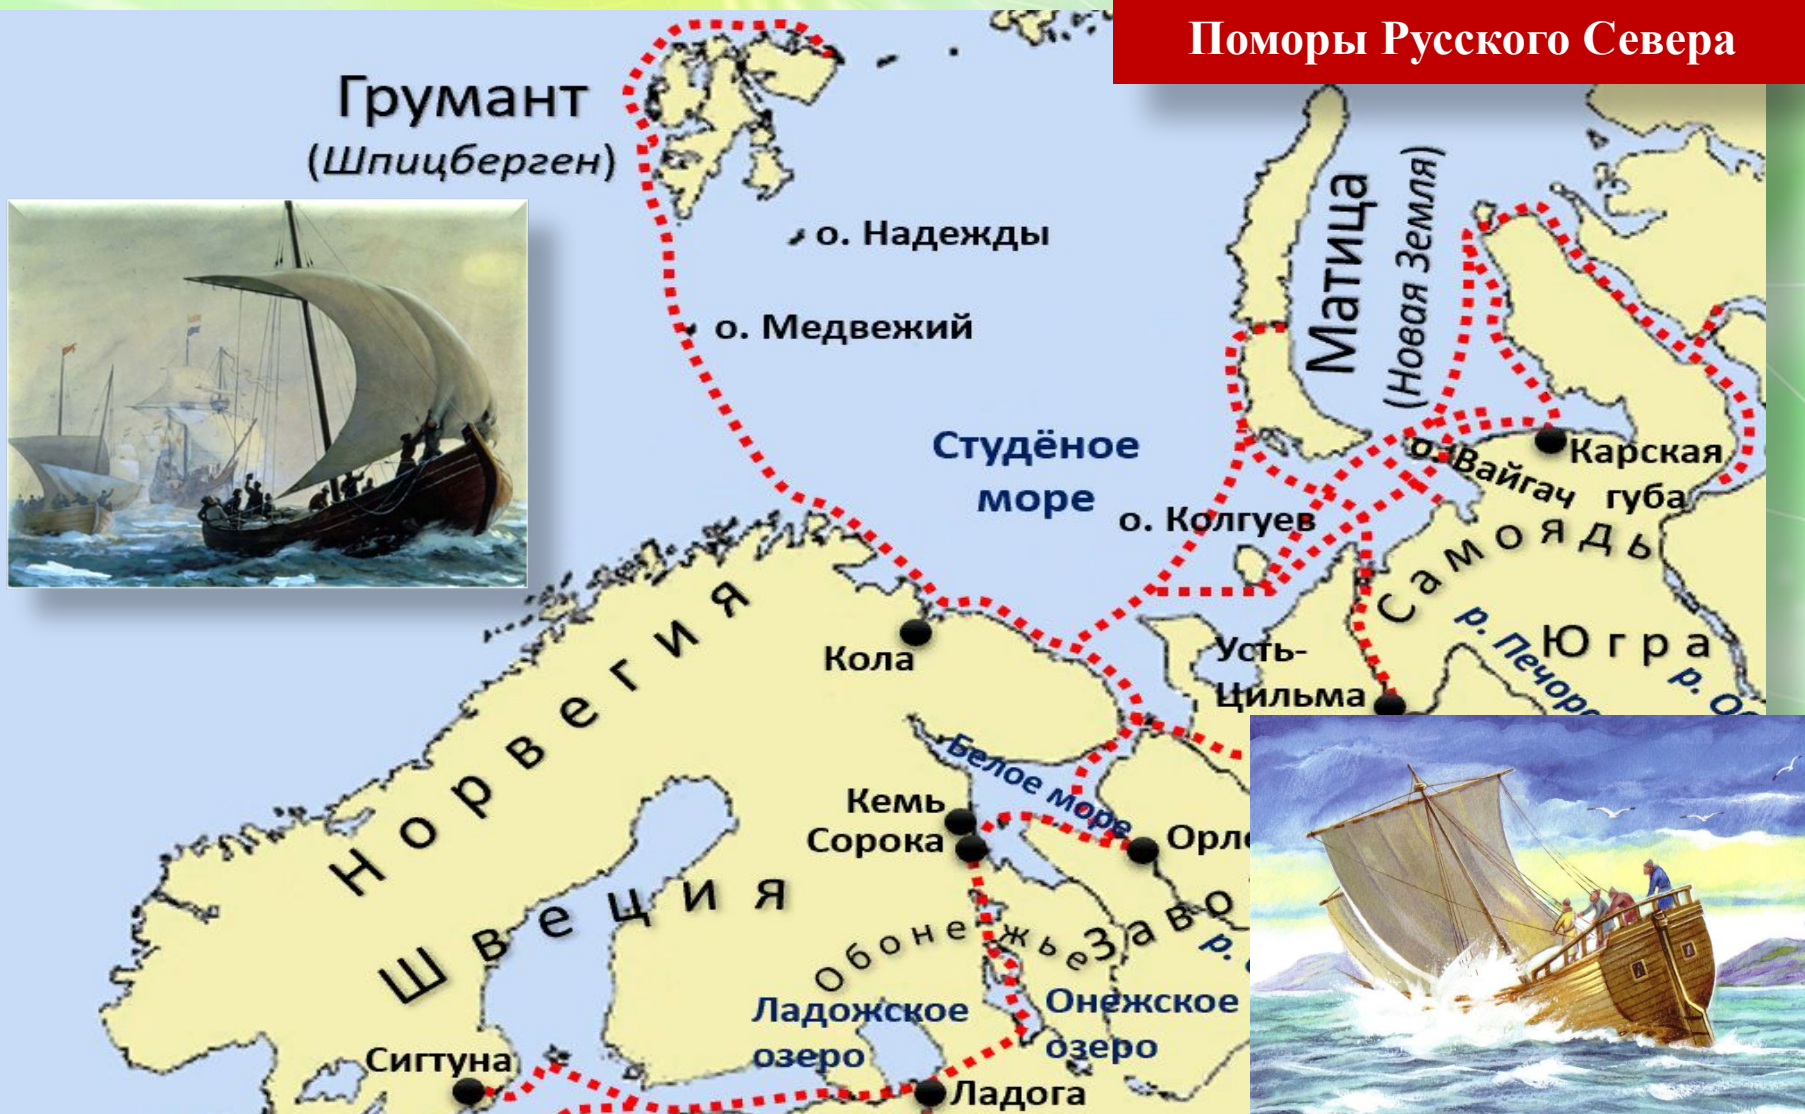 Поморы Русского Севера
Грумант
(Шпицберген)
о. Надежды
о. Медвежий
Матица
(Новая Земля)
Студёное
море
о. Колгуев
о. Вайгач
Карская
губа
Самоядь
Югра
р. Печора
Усть-
Цильма
Норвегия
Кола
Белое море
Кемь
Сорока
Швеция
Обонежье
Ладожское
озеро
Онежское
озеро
Сигтуна
Ладога